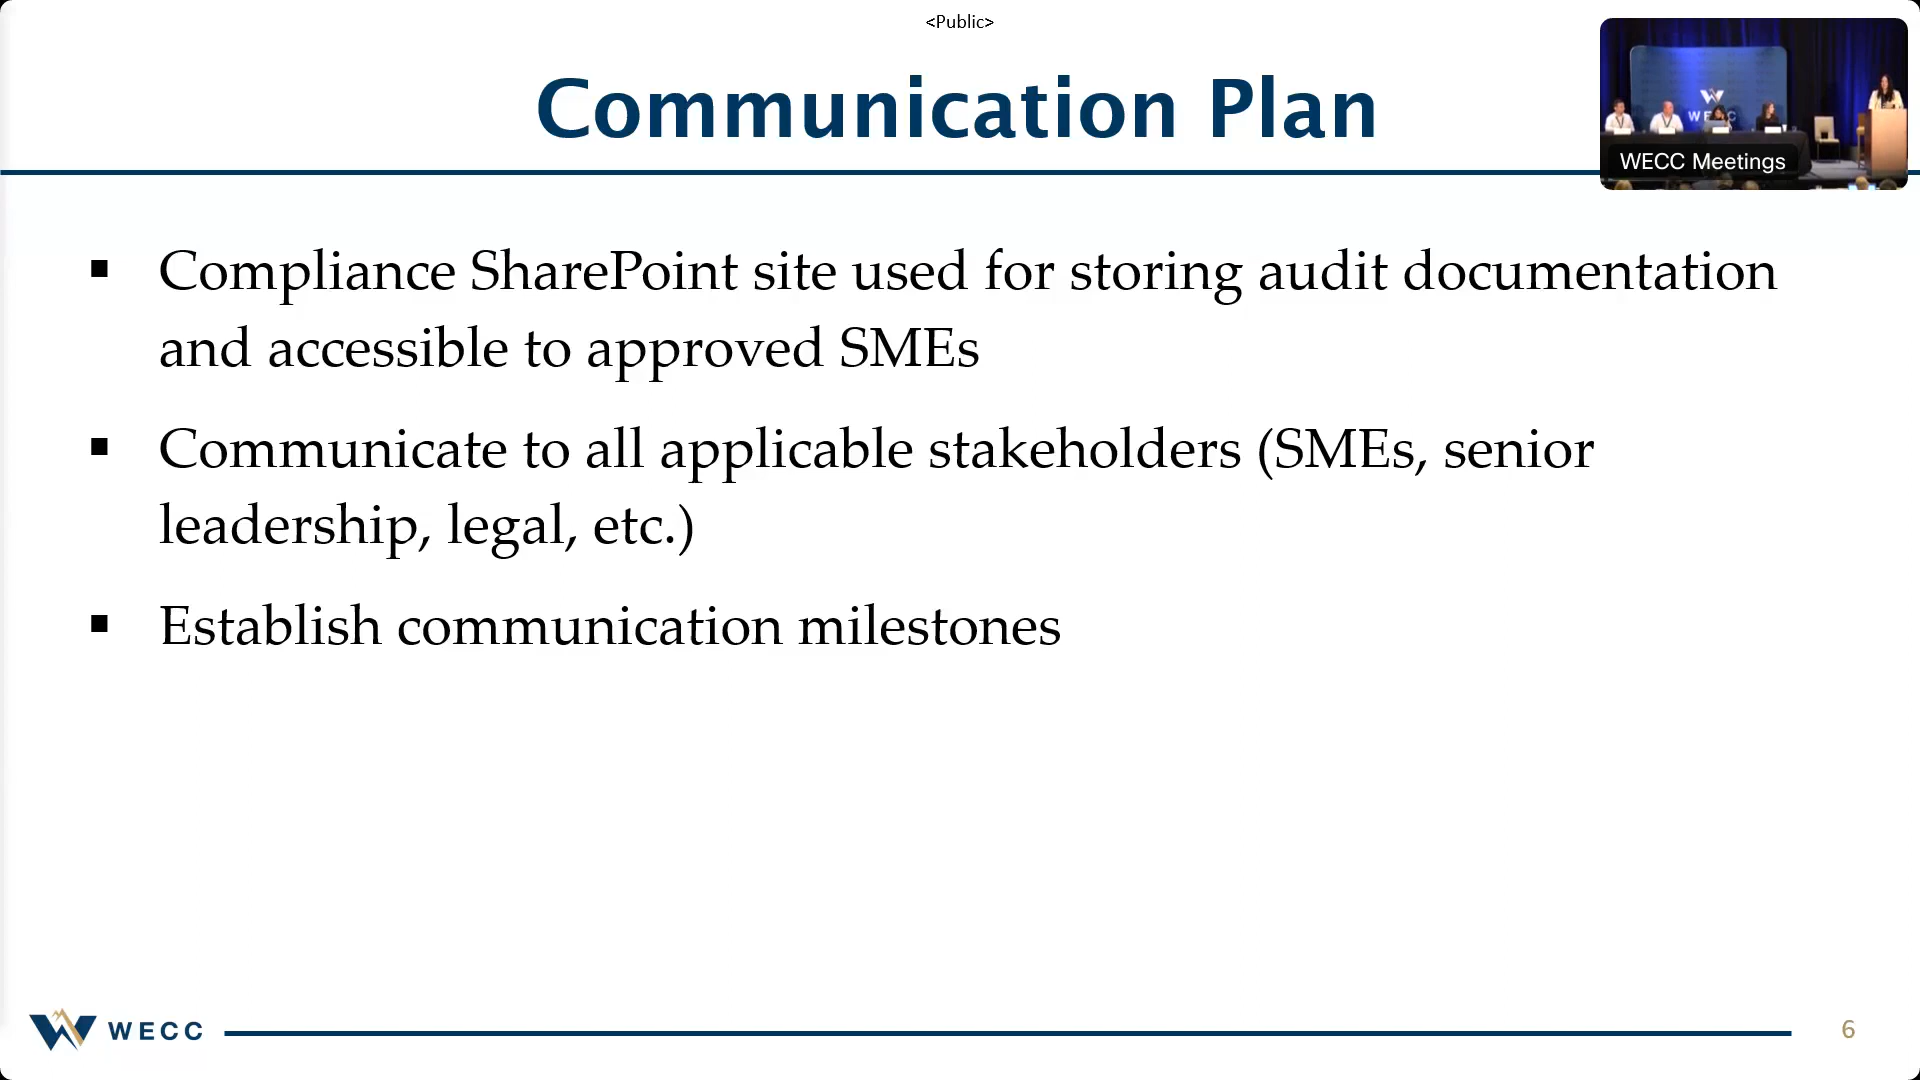 <Public>
Communication Plan
W
WECC
WECC Meetings
▪ Compliance SharePoint site used for storing audit documentation
and accessible to approved SMEs
▪ Communicate to all applicable stakeholders (SMEs, senior
leadership, legal, etc.)
▪ Establish communication milestones
WECC
6